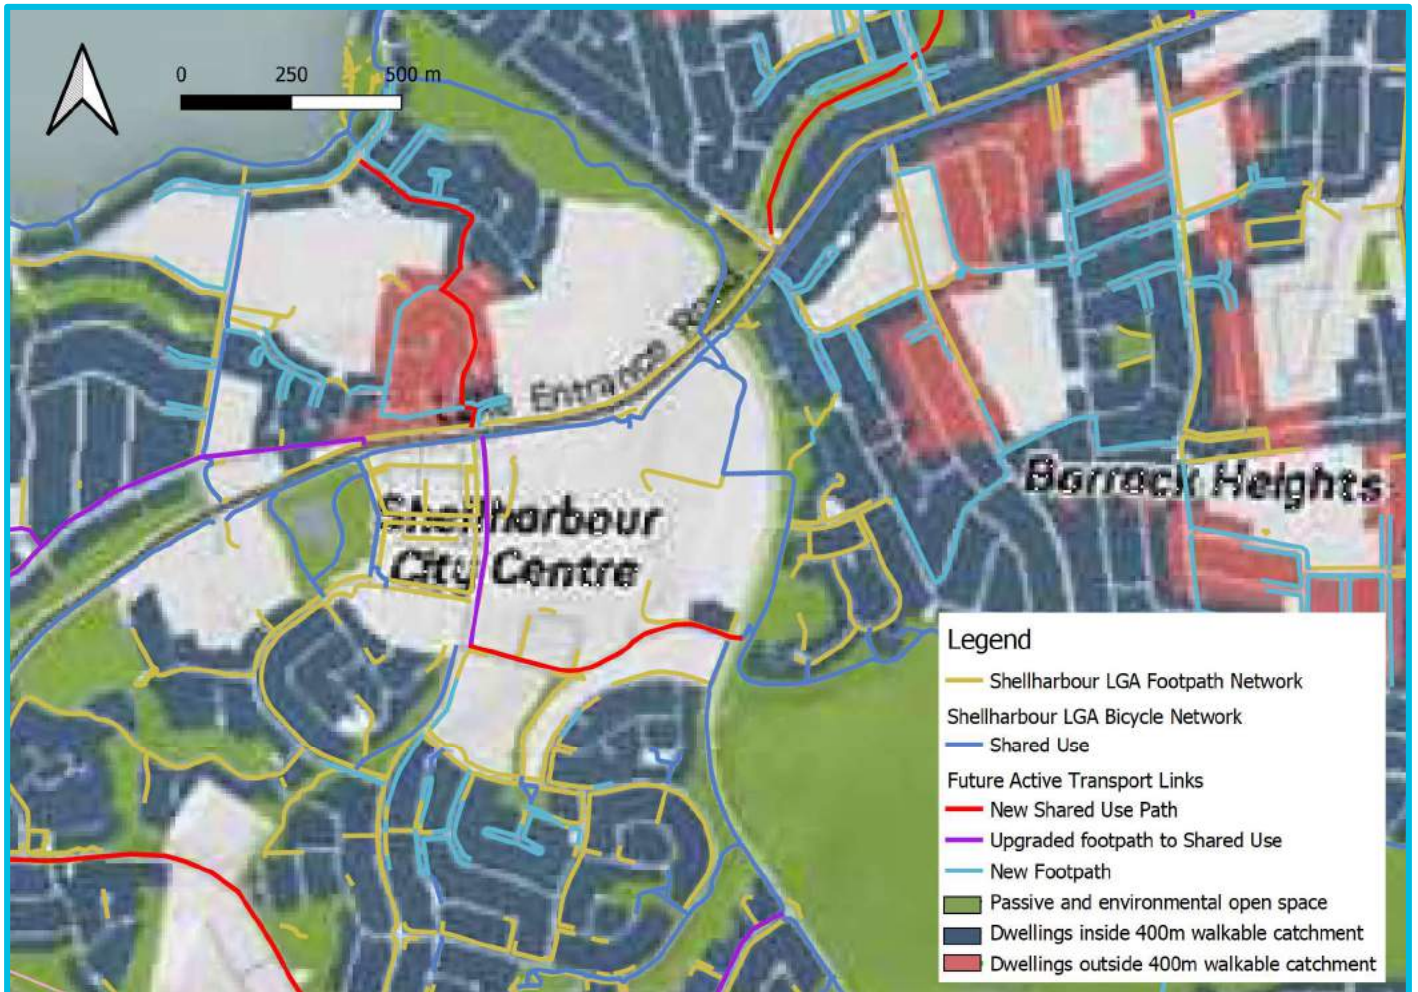 0 250 500 m
Entrance
Shellharbour
City Centre
Barrack Heights
Legend
Shellharbour LGA Footpath Network
Shellharbour LGA Bicycle Network
Shared Use
Future Active Transport Links
New Shared Use Path
Upgraded footpath to Shared Use
New Footpath
Passive and environmental open space
Dwellings inside 400m walkable catchment
Dwellings outside 400m walkable catchment